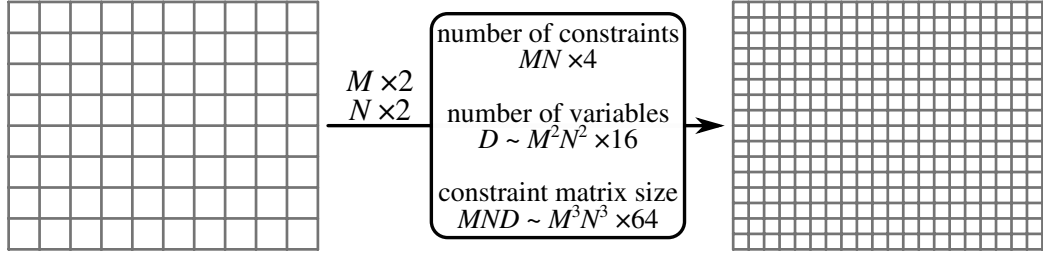 M ×2
N ×2
number of constraints
MN ×4
number of variables
D ~ M²N² ×16
constraint matrix size
MND ~ M³N³ ×64